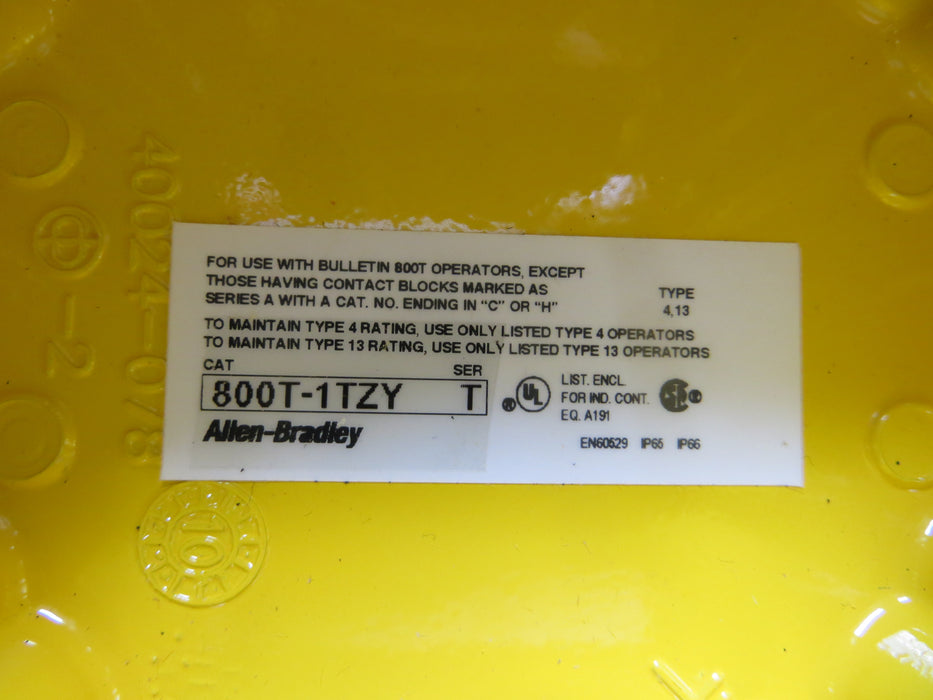 FOR USE WITH BULLETIN 800T OPERATORS, EXCEPT
THOSE HAVING CONTACT BLOCKS MARKED AS
SERIES A WITH A CAT. NO. ENDING IN "C" OR "H"
TYPE
4,13
TO MAINTAIN TYPE 4 RATING, USE ONLY LISTED TYPE 4 OPERATORS
TO MAINTAIN TYPE 13 RATING, USE ONLY LISTED TYPE 13 OPERATORS
CAT SER
800T-1TZY T
Allen-Bradley
UL
LIST. ENCL.
FOR IND. CONT.
EQ. A191
EN60529 IP65 IP66
40024-078
-2
10